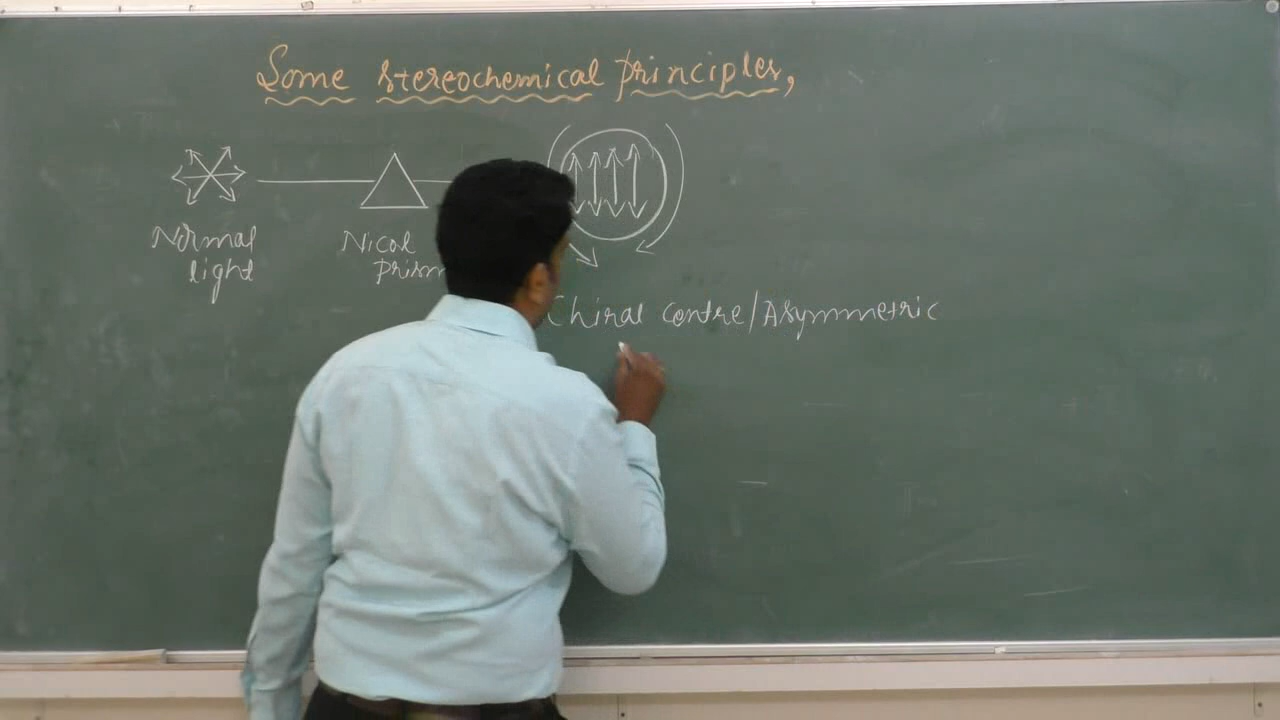 Some stereochemical principles,
Normal
light
Nicol
prism
Chiral centre/Asymmetric